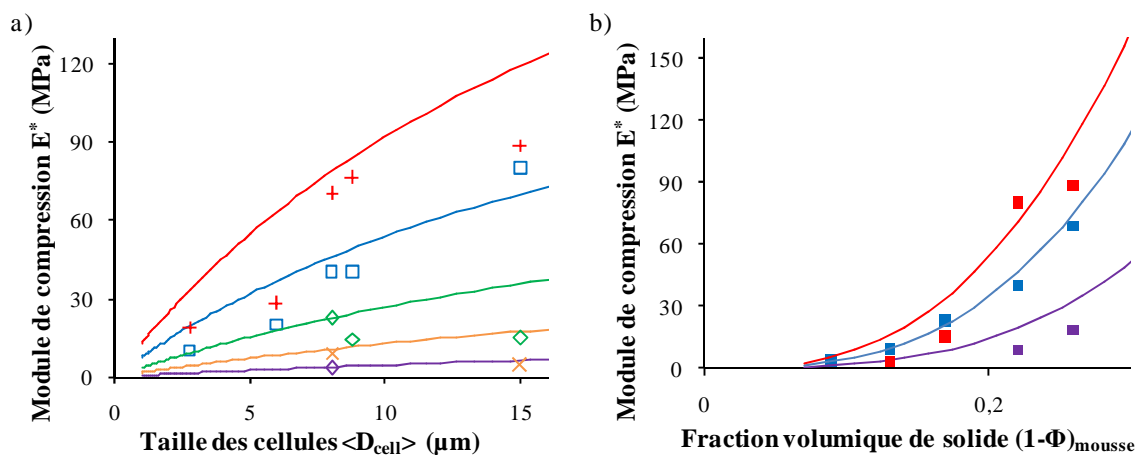 a)
Module de compression E* (MPa)
120
90
60
30
0
0
5
10
15
Taille des cellules <Dcell> (µm)
b)
Module de compression E* (MPa)
150
120
90
60
30
0
0
0,2
Fraction volumique de solide (1-Φ)mousse